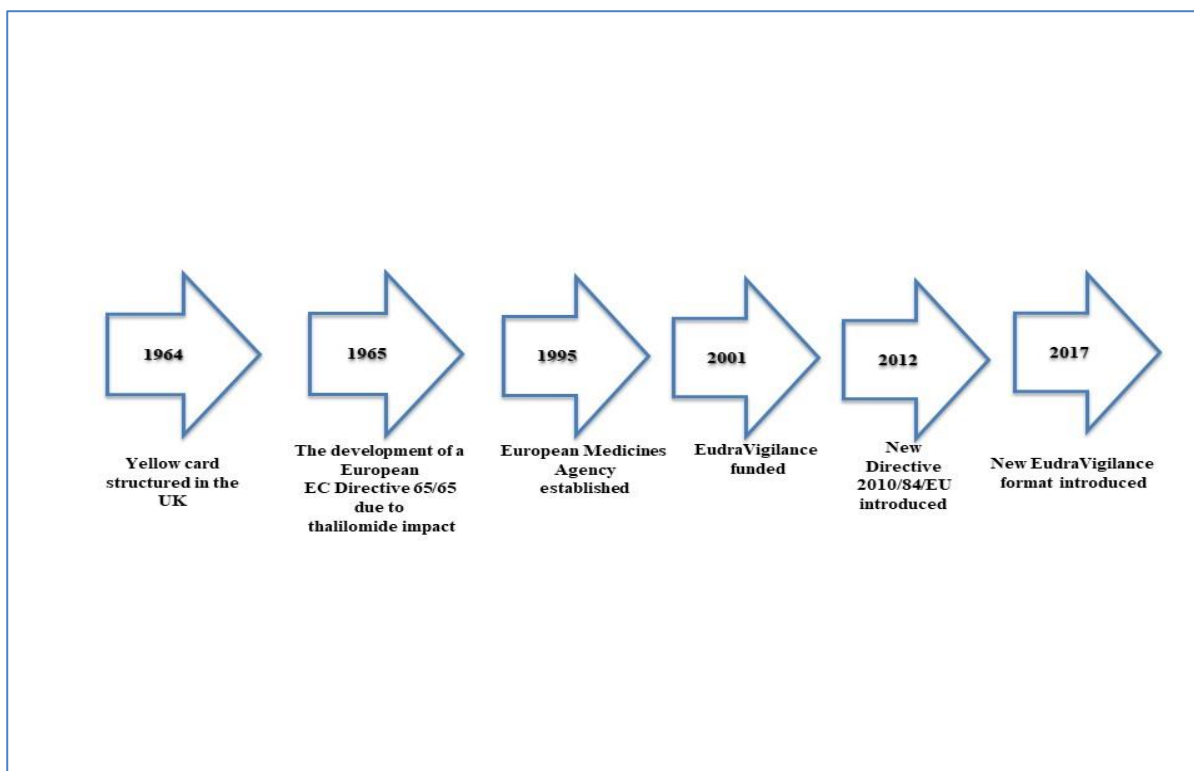 1964
Yellow card
structured in the
UK
1965
The development of a
European
EC Directive 65/65
due to
thalilomide impact
1995
European Medicines
Agency
established
2001
EudraVigilance
funded
2012
New
Directive
2010/84/EU
introduced
2017
New EudraVigilance
format introduced